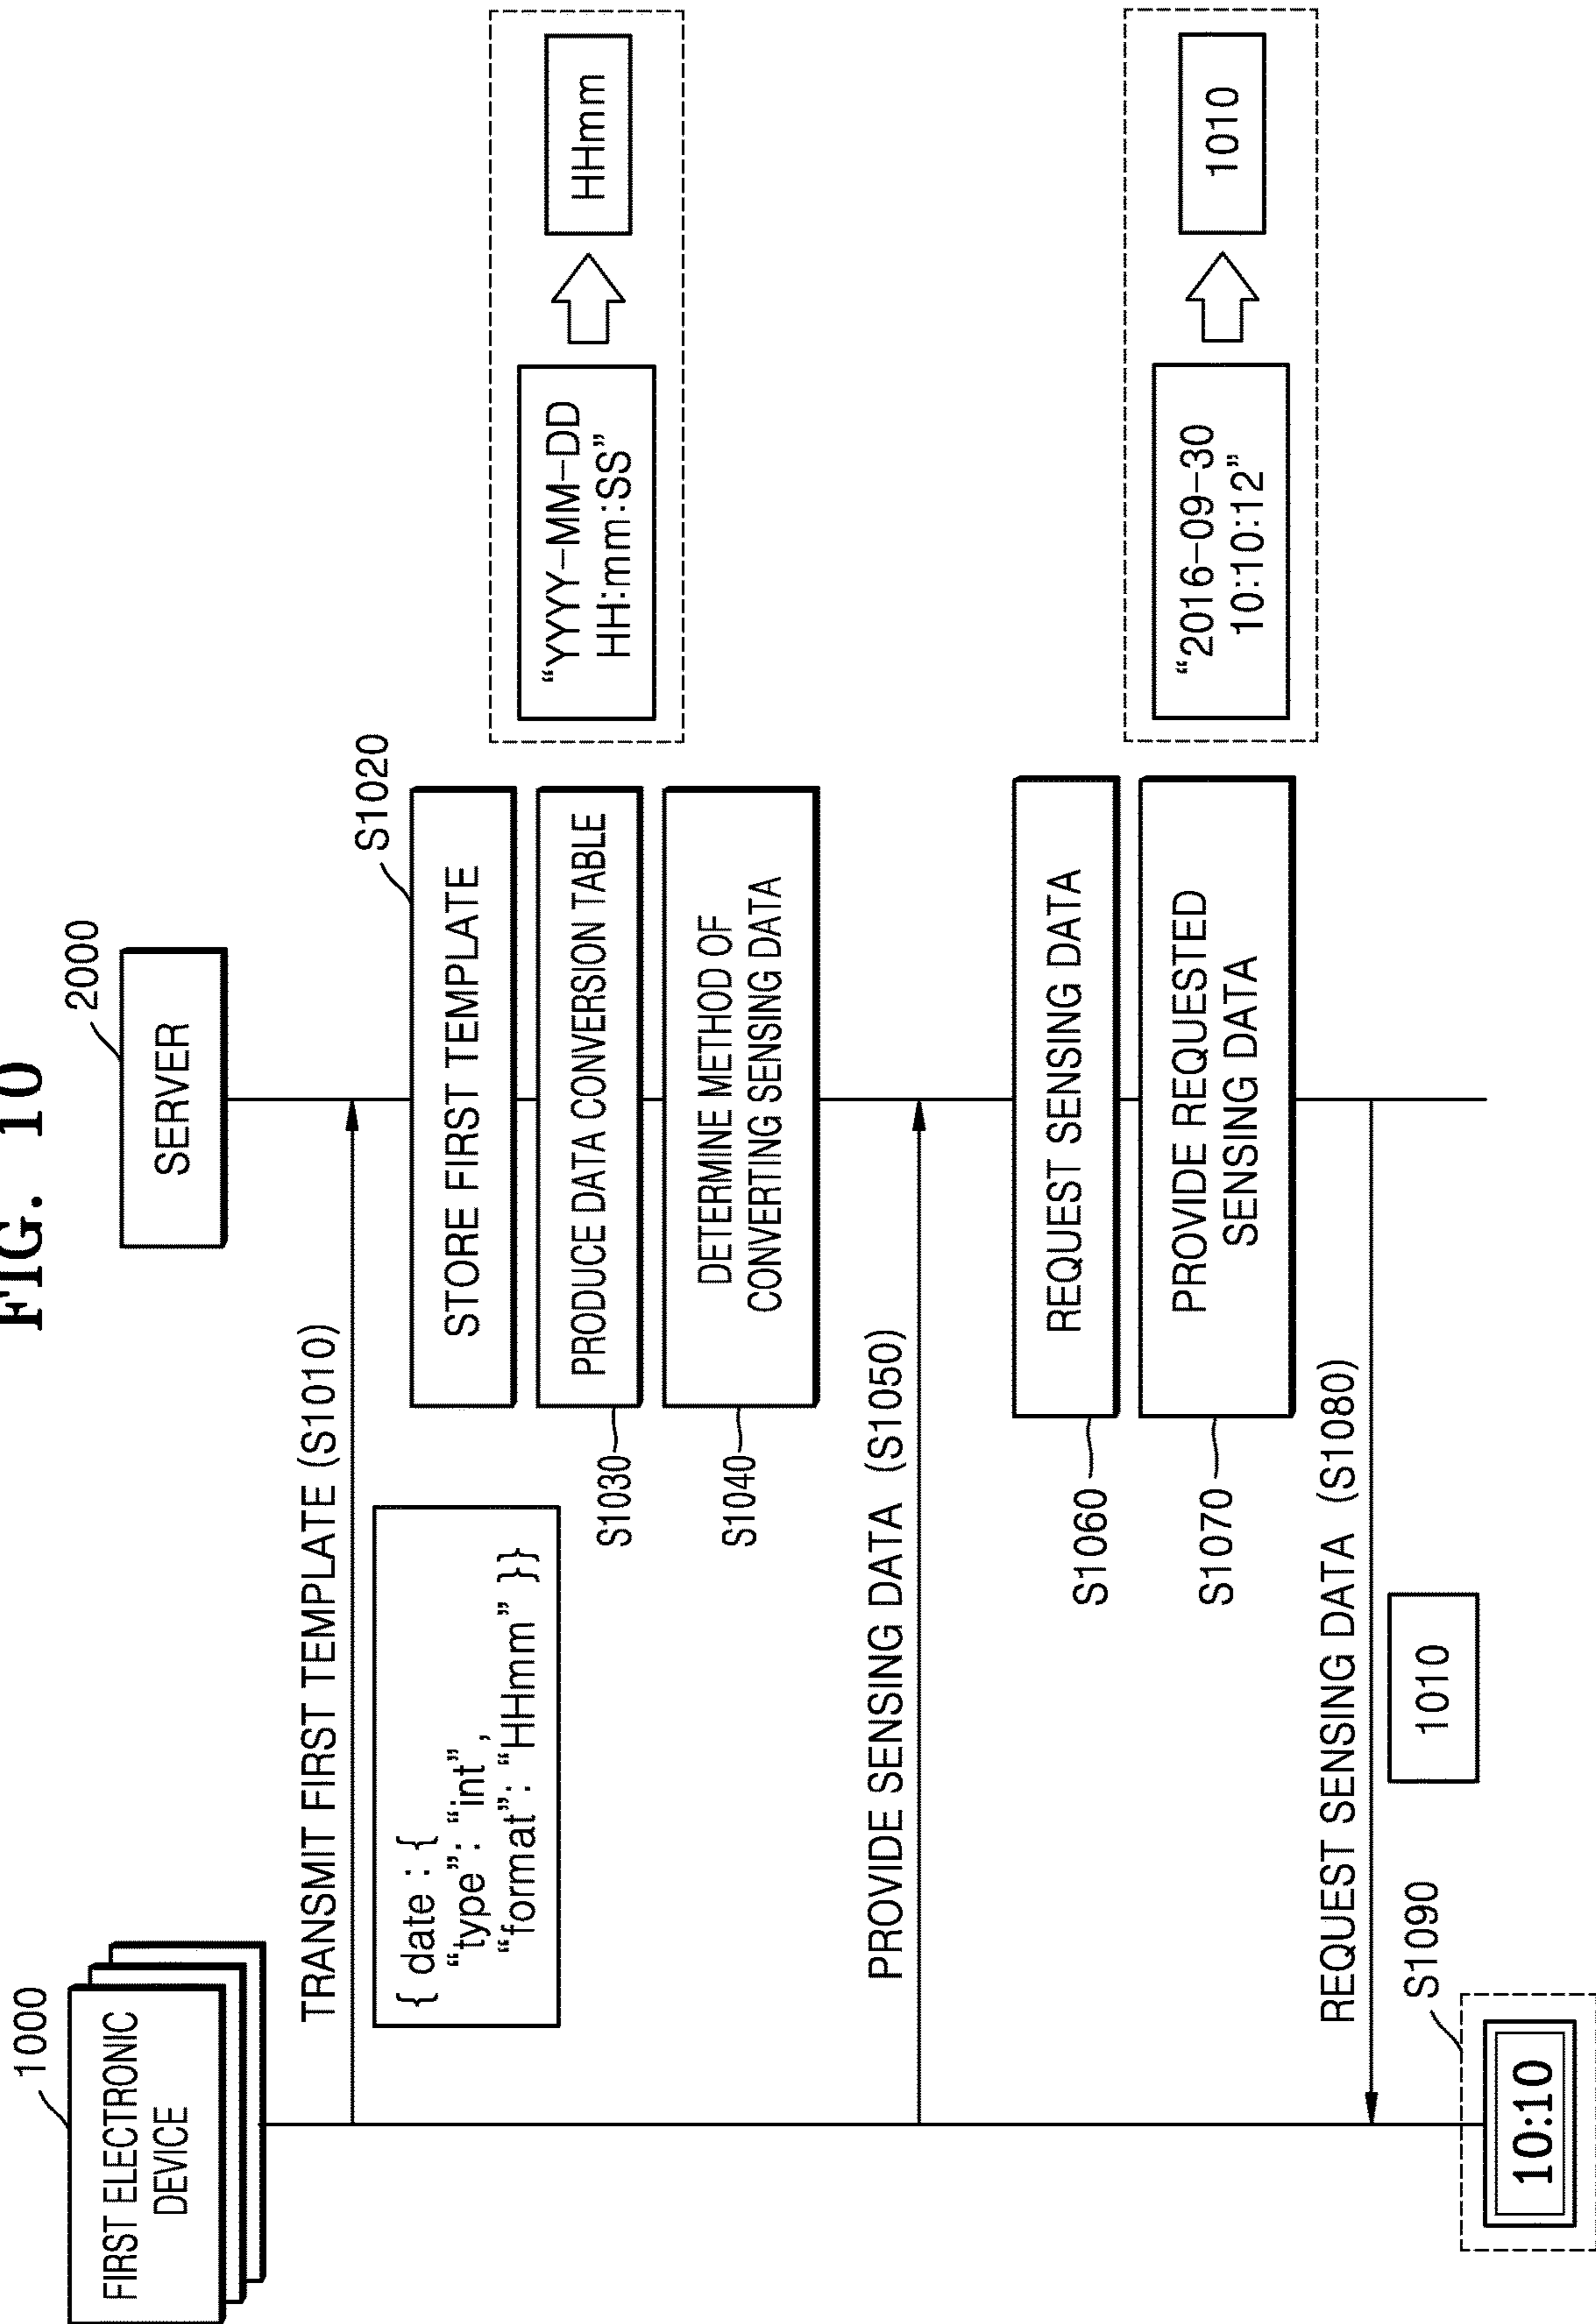 FIG. 10
1000
FIRST ELECTRONIC
DEVICE
2000
SERVER
TRANSMIT FIRST TEMPLATE (S1010)
{ date : {
“type”: “int” ,
“format”: “HHmm” }}
S1020
STORE FIRST TEMPLATE
S1030
PRODUCE DATA CONVERSION TABLE
“YYYY-MM-DD
HH:mm:SS”
HHmm
S1040
DETERMINE METHOD OF
CONVERTING SENSING DATA
PROVIDE SENSING DATA (S1050)
S1060
REQUEST SENSING DATA
S1070
PROVIDE REQUESTED
SENSING DATA
“2016-09-30
10:10:12”
1010
REQUEST SENSING DATA (S1080)
1010
S1090
10:10